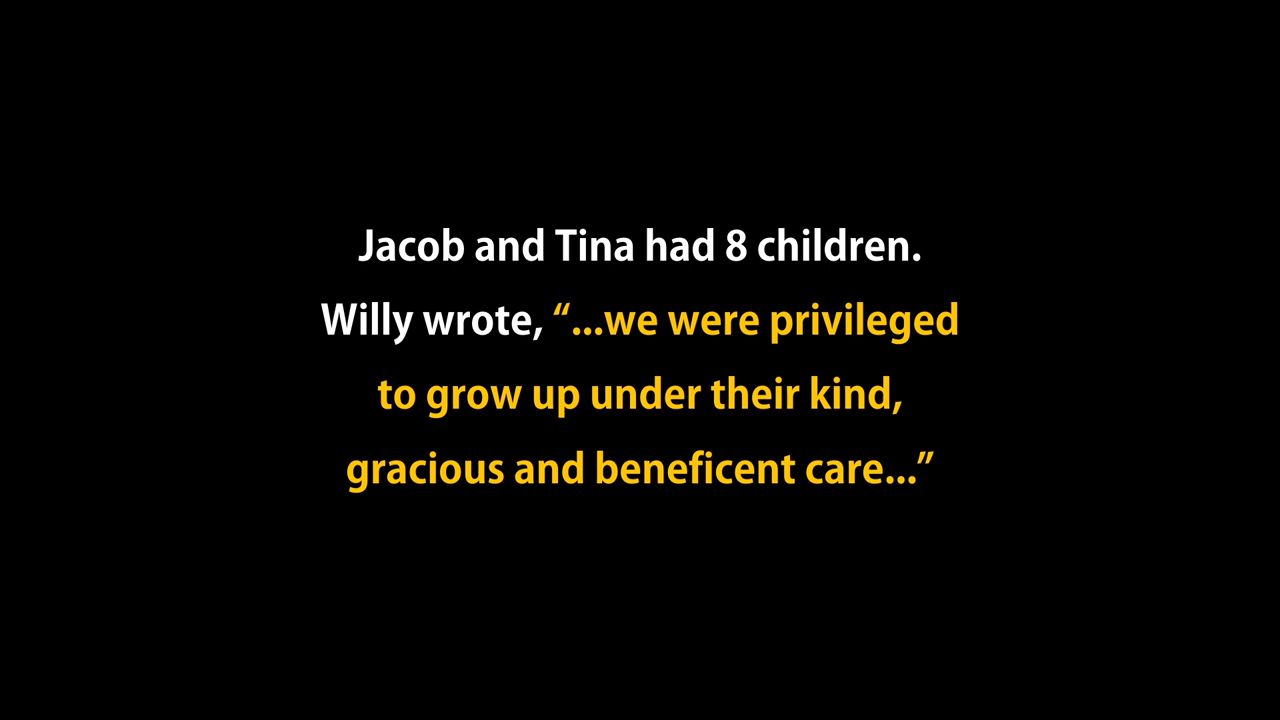 Jacob and Tina had 8 children.
Willy wrote, “...we were privileged
to grow up under their kind,
gracious and beneficent care...”